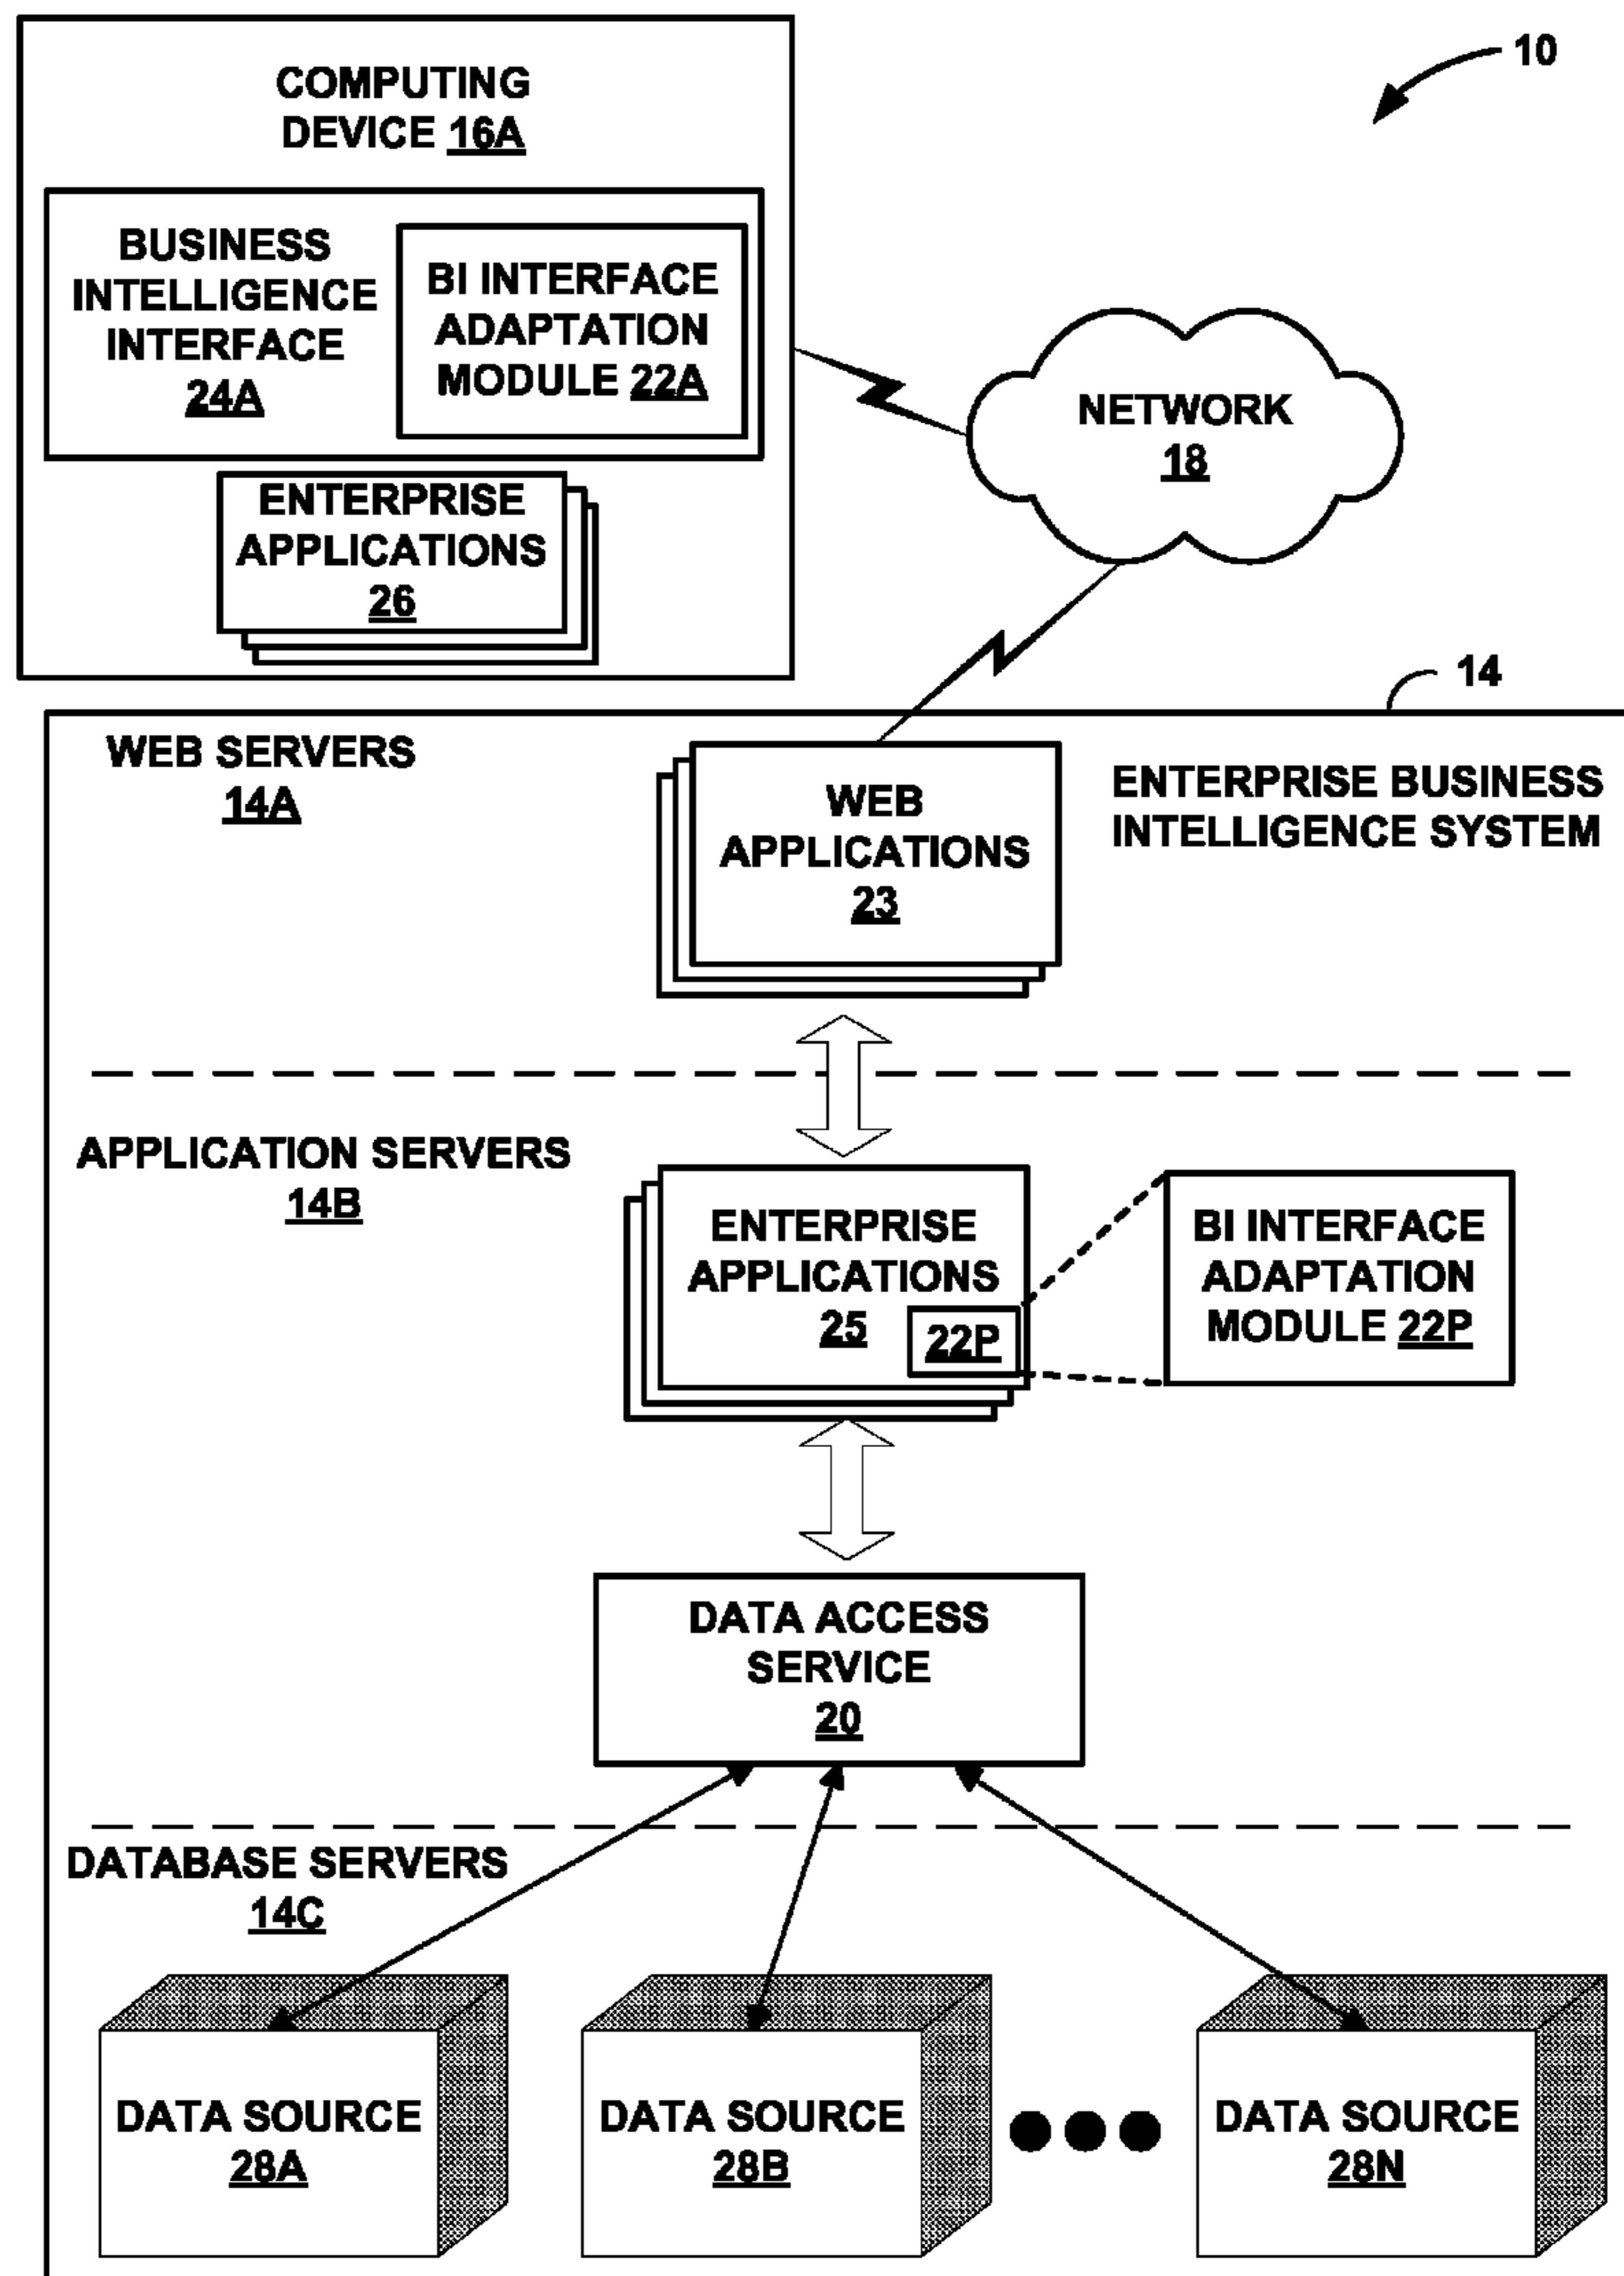 10
COMPUTING
DEVICE 16A
BUSINESS
INTELLIGENCE
INTERFACE
24A
BI INTERFACE
ADAPTATION
MODULE 22A
ENTERPRISE
APPLICATIONS
26
NETWORK
18
14
WEB SERVERS
14A
WEB
APPLICATIONS
23
ENTERPRISE BUSINESS
INTELLIGENCE SYSTEM
APPLICATION SERVERS
14B
ENTERPRISE
APPLICATIONS
25
22P
BI INTERFACE
ADAPTATION
MODULE 22P
DATA ACCESS
SERVICE
20
DATABASE SERVERS
14C
DATA SOURCE
28A
DATA SOURCE
28B
DATA SOURCE
28N